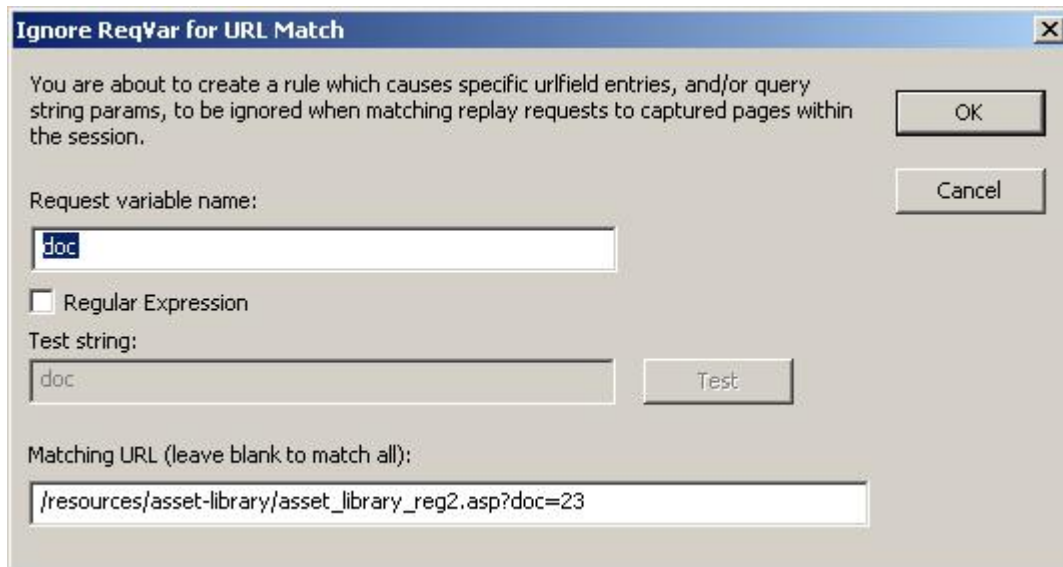 Ignore ReqVar for URL Match
You are about to create a rule which causes specific urlfield entries, and/or query
string params, to be ignored when matching replay requests to captured pages within
the session.
OK
Cancel
Request variable name:
doc
Regular Expression
Test string:
doc
Test
Matching URL (leave blank to match all):
/resources/asset-library/asset_library_reg2.asp?doc=23